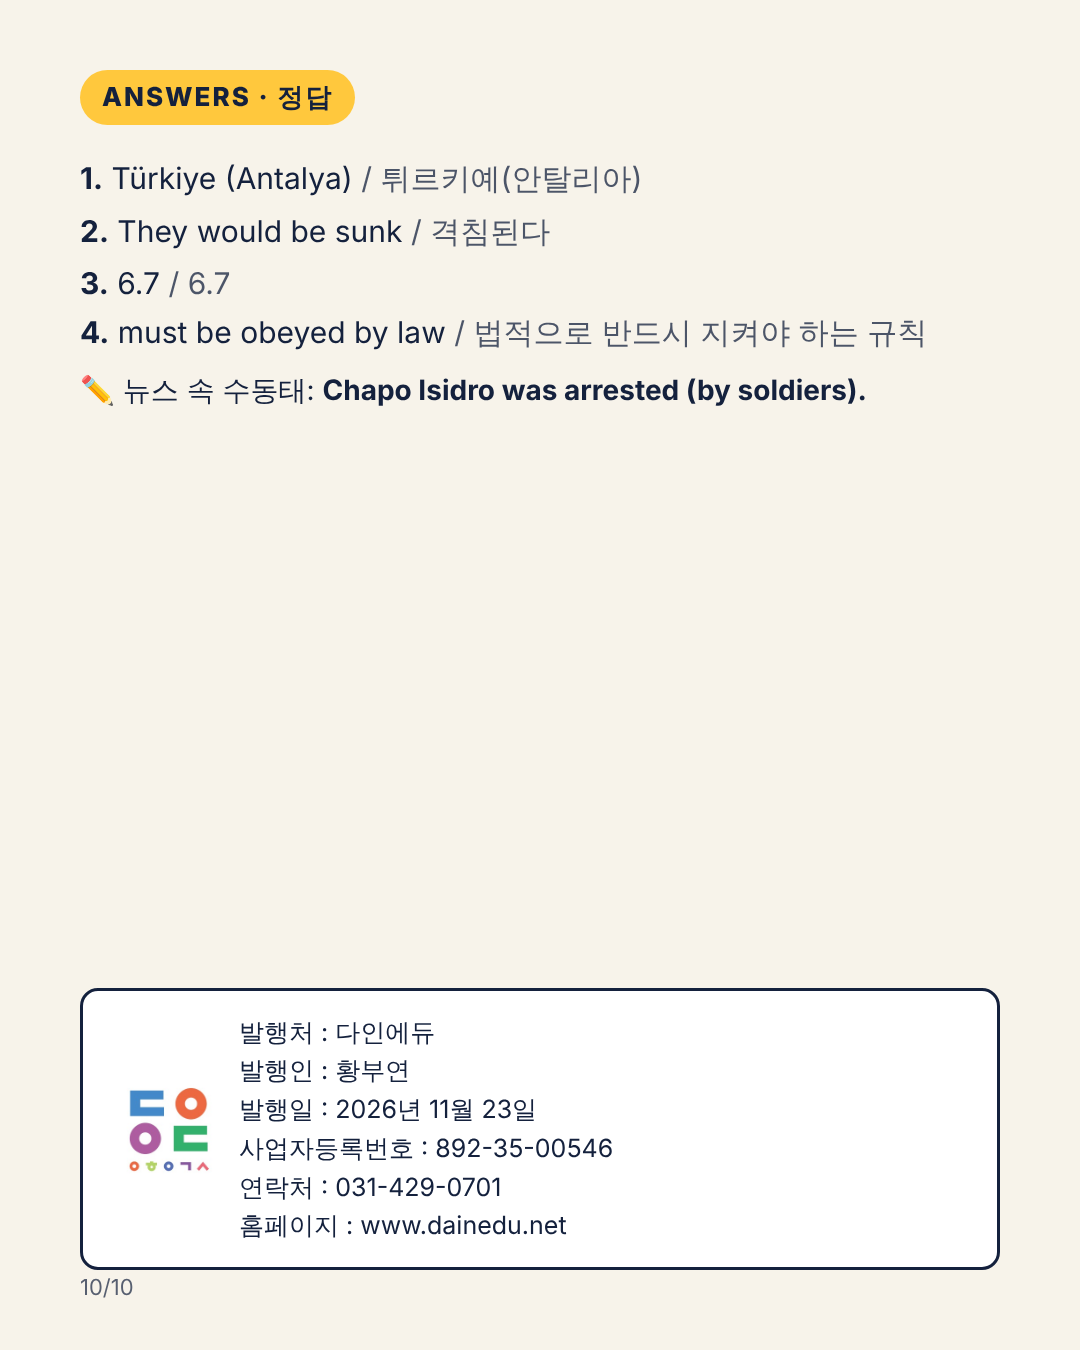 ANSWERS · 정답
1. Türkiye (Antalya) / 튀르키예(안탈리아)
2. They would be sunk / 격침된다
3. 6.7 / 6.7
4. must be obeyed by law / 법적으로 반드시 지켜야 하는 규칙
✏️ 뉴스 속 수동태: Chapo Isidro was arrested (by soldiers).
발행처 : 다인에듀
발행인 : 황부연
발행일 : 2026년 11월 23일
사업자등록번호 : 892-35-00546
연락처 : 031-429-0701
홈페이지 : www.dainedu.net
10/10